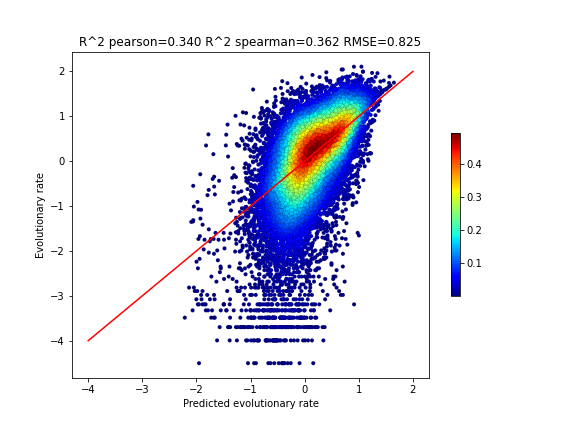 R^2 pearson=0.340 R^2 spearman=0.362 RMSE=0.825
2
1
0
−1
−2
−3
−4
Evolutionary rate
−4 −3 −2 −1 0 1 2
Predicted evolutionary rate
0.4
0.3
0.2
0.1